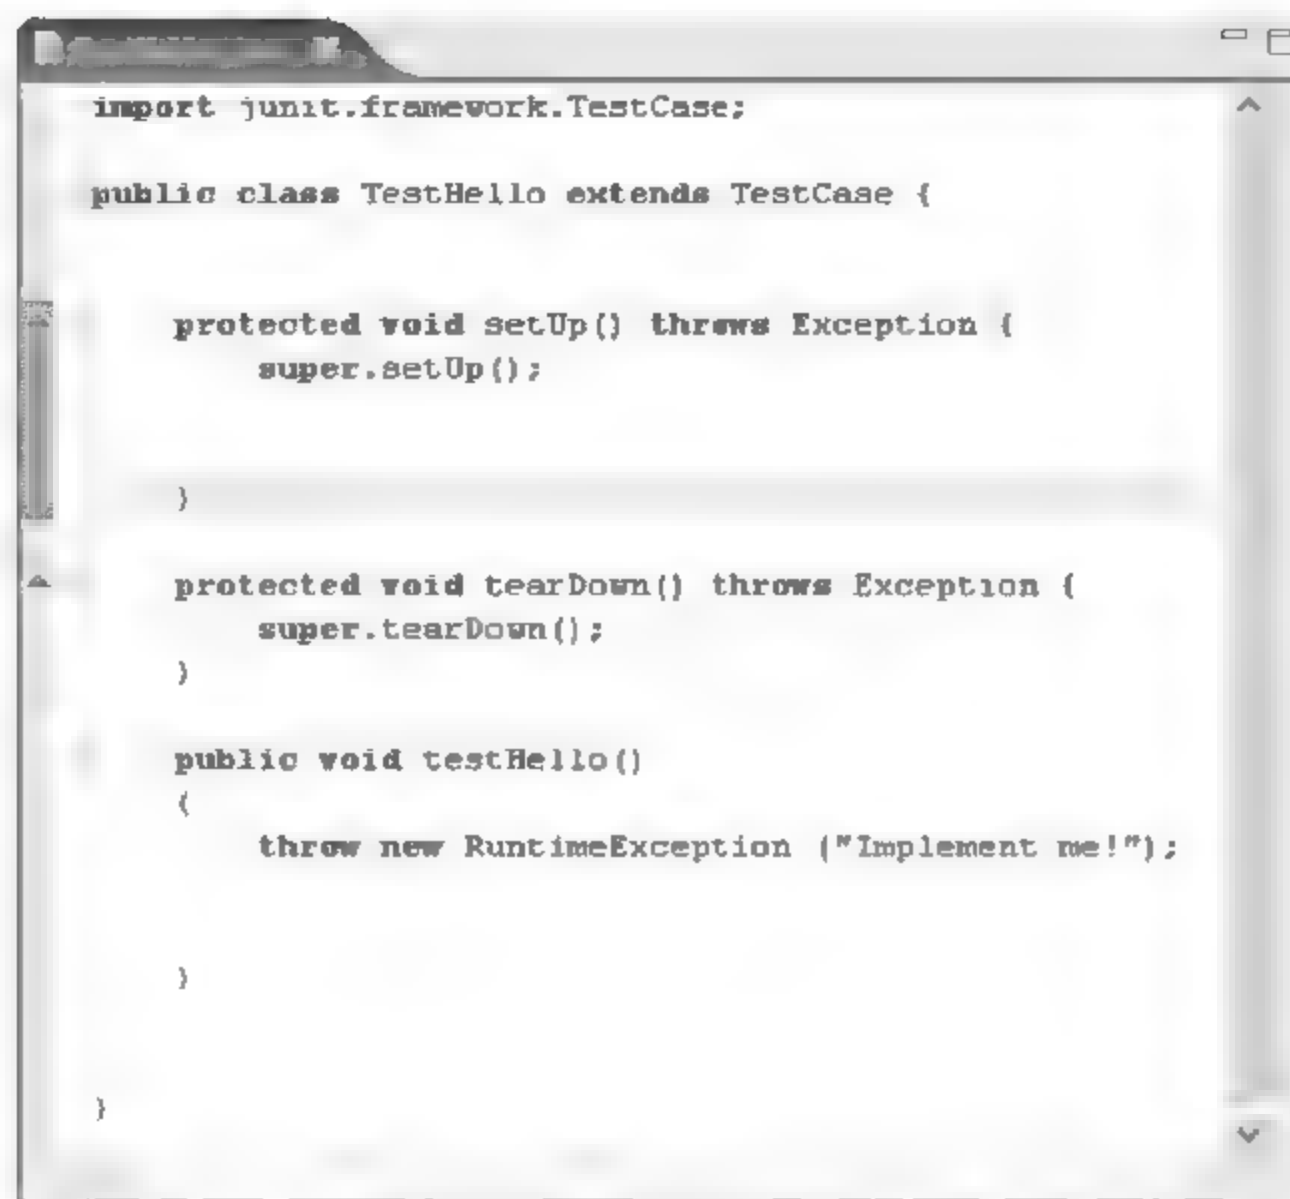 import junit.framework.TestCase;
public class TestHello extends TestCase {
protected void setUp() throws Exception {
super.setUp();
}
protected void tearDown() throws Exception {
super.tearDown();
}
public void testHello()
{
throw new RuntimeException ("Implement me!");
}
}